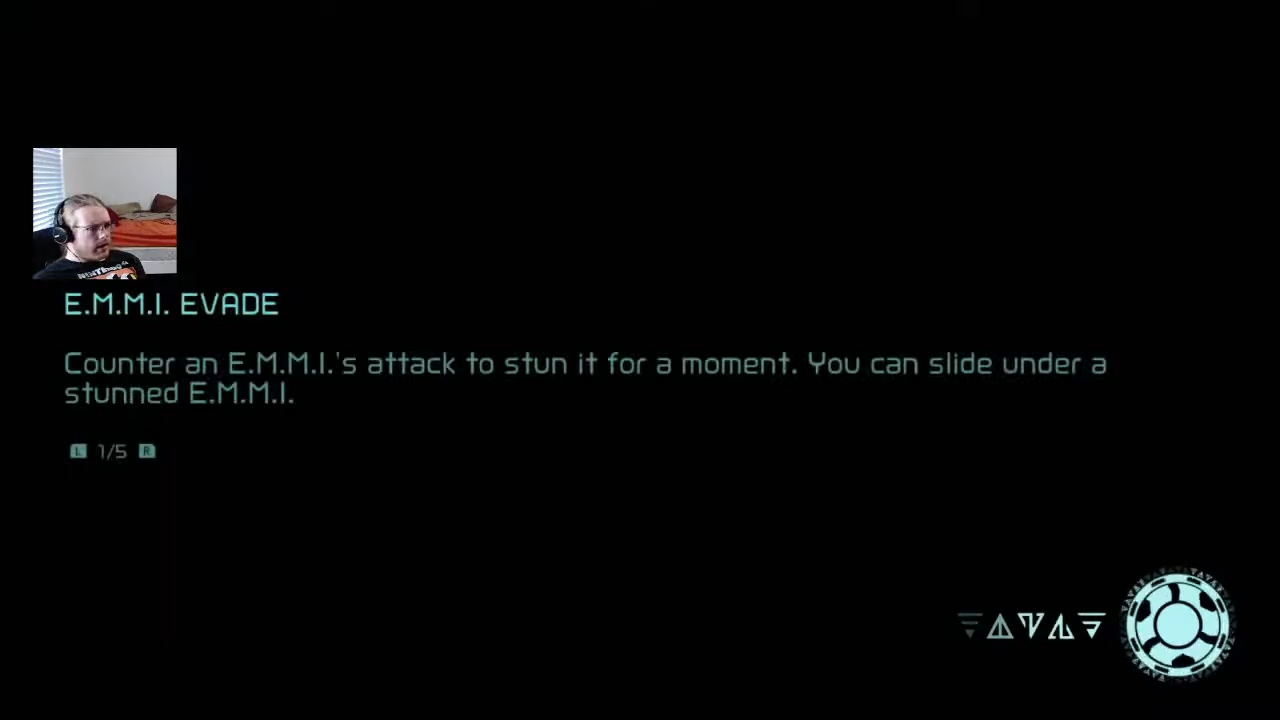 E.M.M.I. EVADE
Counter an E.M.M.I.'s attack to stun it for a moment. You can slide under a
stunned E.M.M.I.
L 1/5 R